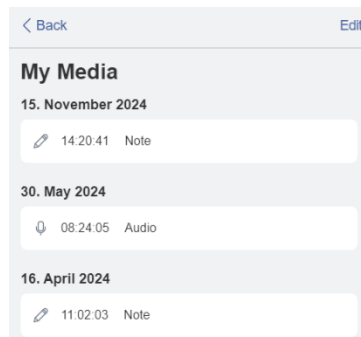 Back Edit
My Media
15. November 2024
14:20:41 Note
30. May 2024
08:24:05 Audio
16. April 2024
11:02:03 Note